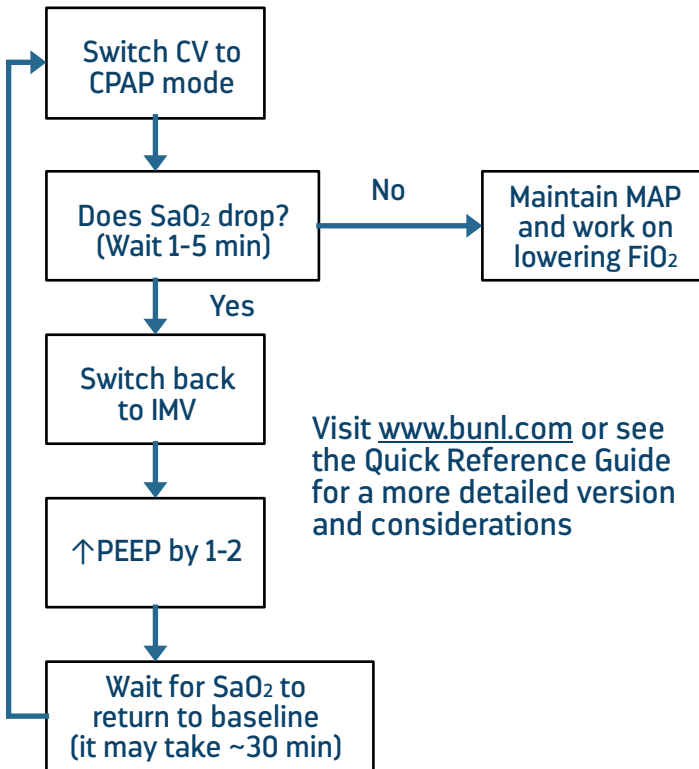 Switch CV to
CPAP mode
Does SaO₂ drop?
(Wait 1-5 min)
No
Maintain MAP
and work on
lowering FiO₂
Yes
Switch back
to IMV
Visit www.bunl.com or see
the Quick Reference Guide
for a more detailed version
and considerations
↑PEEP by 1-2
Wait for SaO₂ to
return to baseline
(it may take ~30 min)